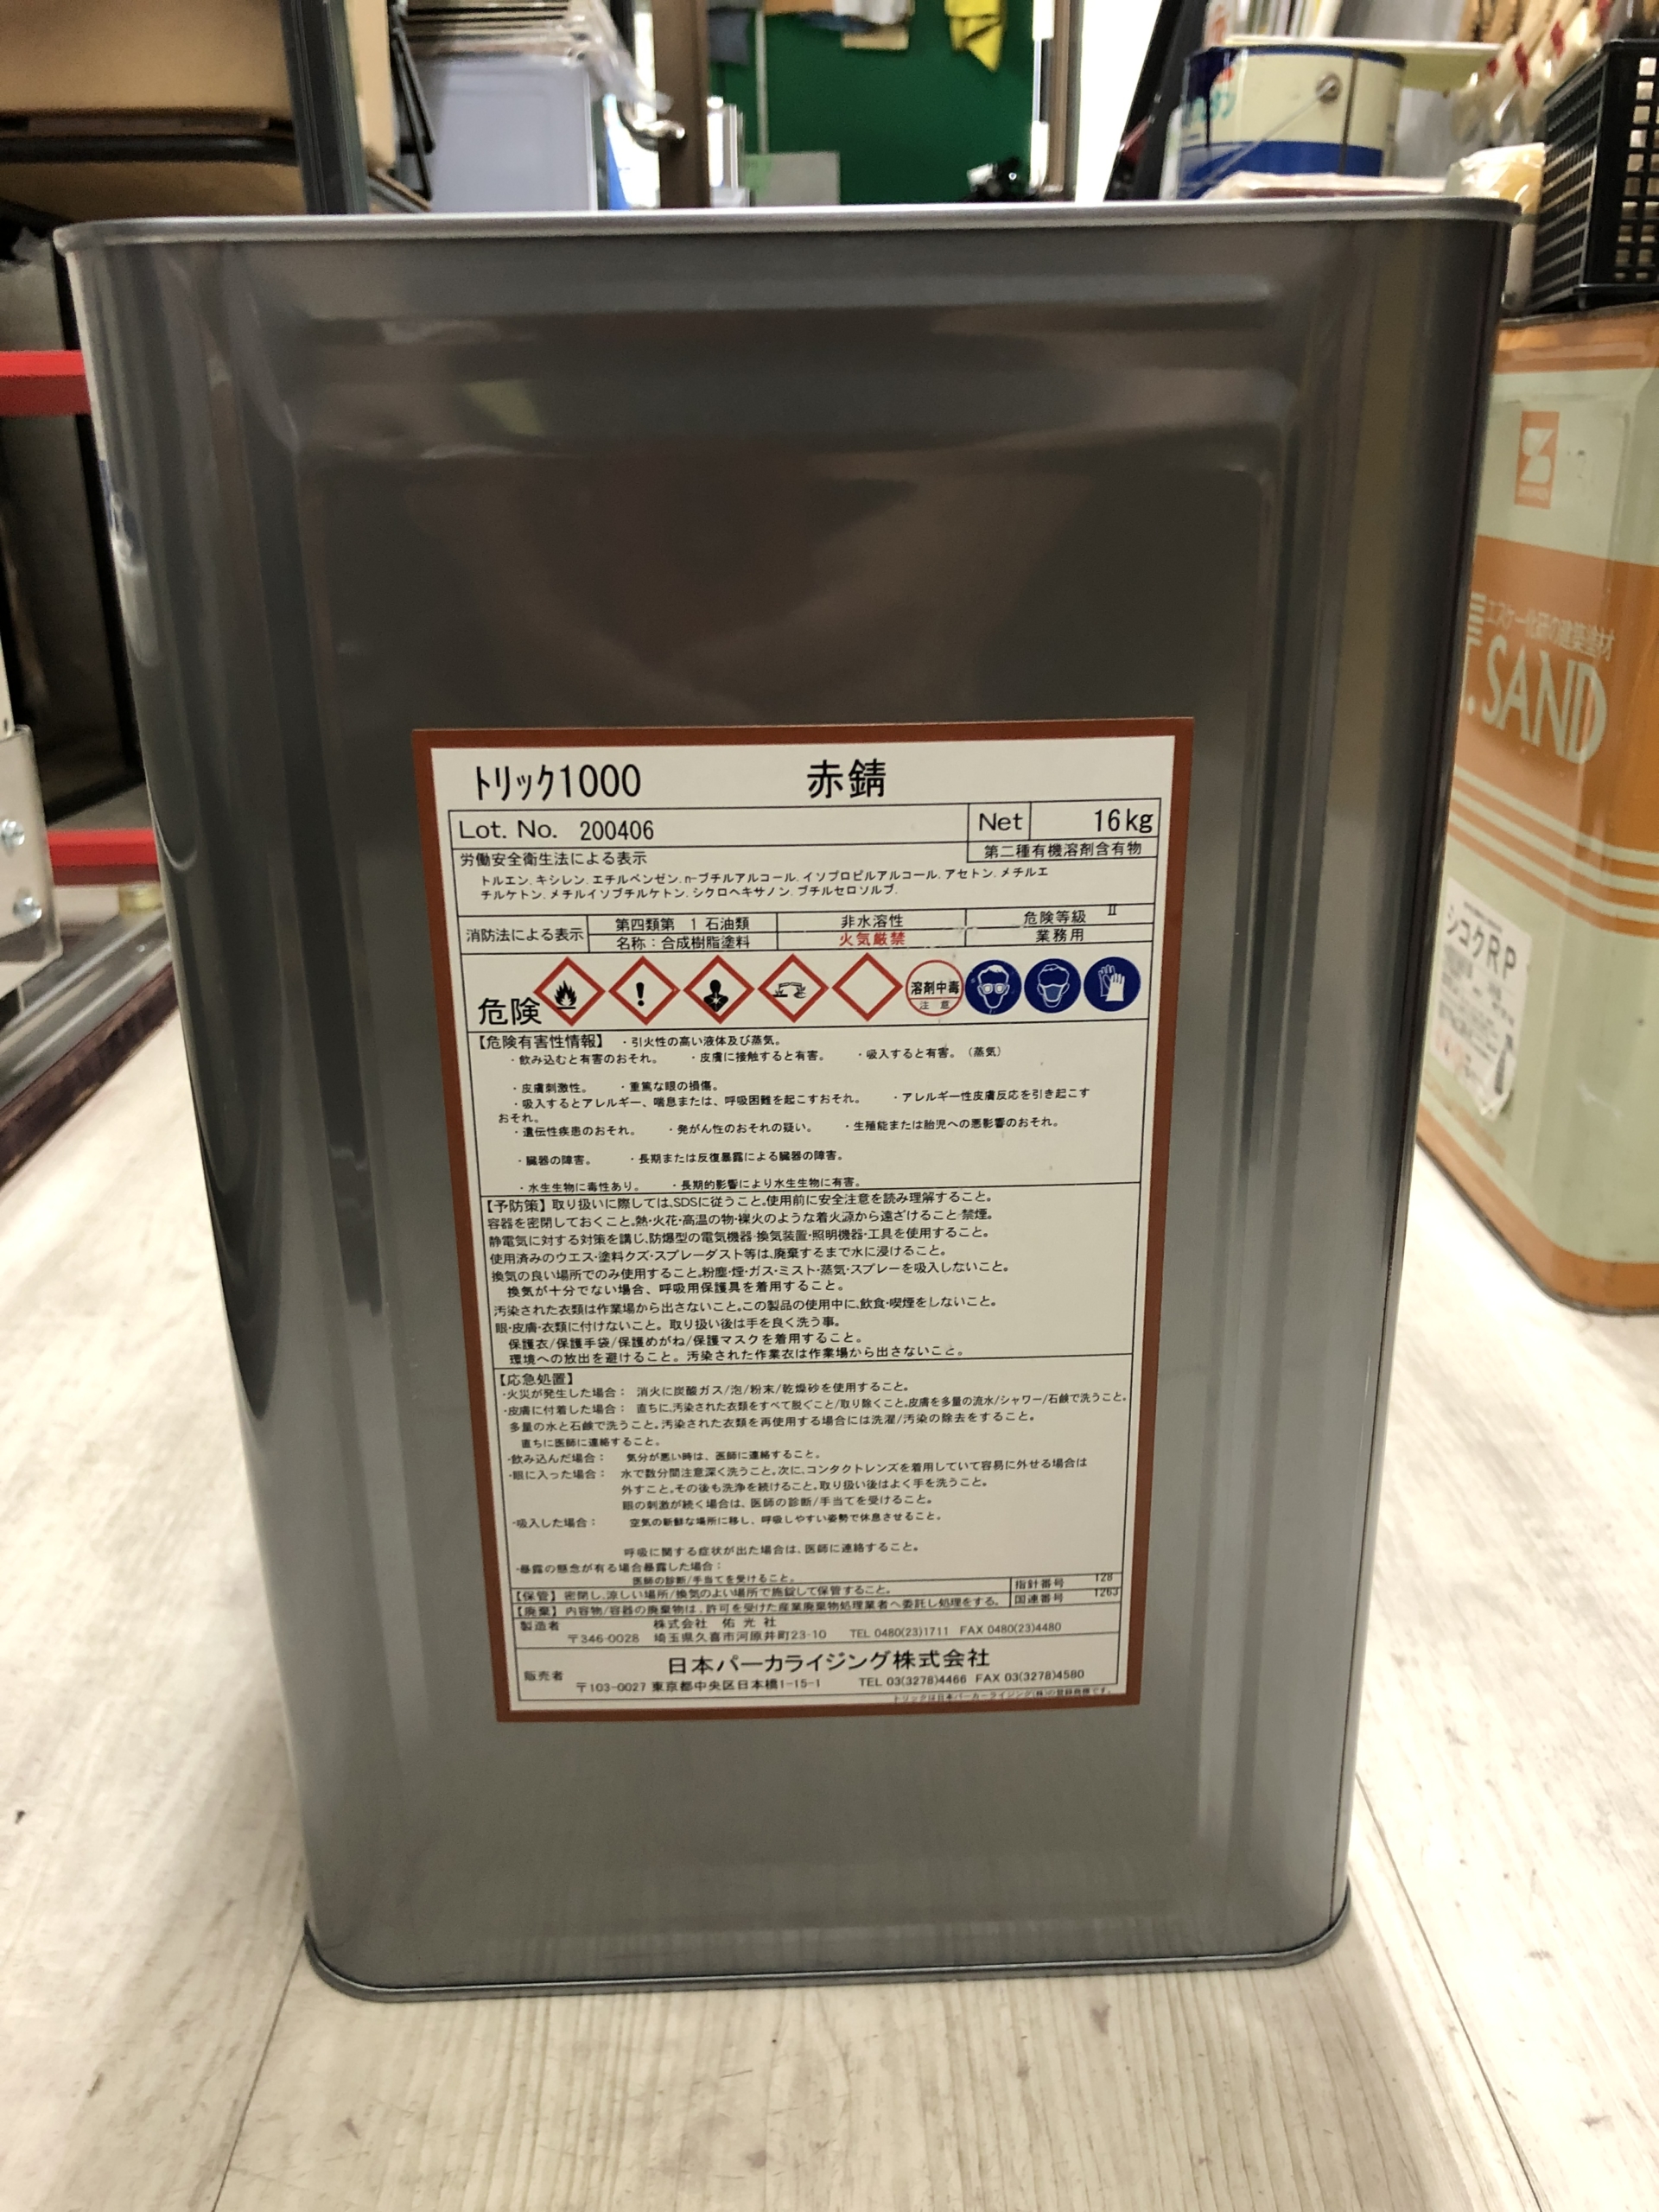 トリック1000 赤錆
Lot. No. 200406 Net 16kg
労働安全衛生法による表示 第二種有機溶剤含有物
トルエン、キシレン、エチルベンゼン、n-ブチルアルコール、イソプロピルアルコール、アセトン、メチルエ
チルケトン、メチルイソブチルケトン、シクロヘキサノン、ブチルセロソルブ、
消防法による表示 第四類第 1 石油類 非水溶性 危険等級 Ⅱ
名称:合成樹脂塗料 火気厳禁 業務用
危険 溶剤中毒
注 意
【危険有害性情報】 ・引火性の高い液体及び蒸気。
・飲み込むと有害のおそれ。 ・皮膚に接触すると有害。 ・吸入すると有害。(蒸気)
・皮膚刺激性。 ・重篤な眼の損傷。
・吸入するとアレルギー、喘息または、呼吸困難を起こすおそれ。 ・アレルギー性皮膚反応を引き起こす
おそれ。
・遺伝性疾患のおそれ。 ・発がん性のおそれの疑い。 ・生殖能または胎児への悪影響のおそれ。
・臓器の障害。 ・長期または反復暴露による臓器の障害。
・水生生物に毒性あり。 ・長期的影響により水生生物に有害。
【予防策】取り扱いに際しては、SDSに従うこと。使用前に安全注意を読み理解すること。
容器を密閉しておくこと。熱・火花・高温の物・裸火のような着火源から遠ざけること・禁煙。
静電気に対する対策を講じ、防爆型の電気機器・換気装置・照明機器・工具を使用すること。
使用済みのウエス・塗料クズ・スプレーダスト等は、廃棄するまで水に浸けること。
換気の良い場所でのみ使用すること。粉塵・煙・ガス・ミスト・蒸気・スプレーを吸入しないこと。
換気が十分でない場合、呼吸用保護具を着用すること。
汚染された衣類は作業場から出さないこと。この製品の使用中に、飲食・喫煙をしないこと。
眼・皮膚・衣類に付けないこと。取り扱い後は手を良く洗う事。
保護衣/保護手袋/保護めがね/保護マスクを着用すること。
環境への放出を避けること。汚染された作業衣は作業場から出さないこと。
【応急処置】
・火災が発生した場合: 消火に炭酸ガス/泡/粉末/乾燥砂を使用すること。
・皮膚に付着した場合: 直ちに、汚染された衣類をすべて脱ぐこと/取り除くこと。皮膚を多量の流水/シャワー/石鹸で洗うこと。
多量の水と石鹸で洗うこと。汚染された衣類を再使用する場合には洗濯/汚染の除去をすること。
直ちに医師に連絡すること。
・飲み込んだ場合: 気分が悪い時は、医師に連絡すること。
・眼に入った場合: 水で数分間注意深く洗うこと。次に、コンタクトレンズを着用していて容易に外せる場合は
外すこと。その後も洗浄を続けること。取り扱い後はよく手を洗うこと。
眼の刺激が続く場合は、医師の診断/手当てを受けること。
・吸入した場合: 空気の新鮮な場所に移し、呼吸しやすい姿勢で休息させること。
呼吸に関する症状が出た場合は、医師に連絡すること。
・暴露の懸念が有る場合暴露した場合:
医師の診断/手当てを受けること。
【保管】密閉し、涼しい場所/換気のよい場所で施錠して保管すること。 指針番号 128
【廃棄】内容物/容器の廃棄物は、許可を受けた産業廃棄物処理業者へ委託し処理をする。 国連番号 1263
製造者 株式会社 佑 光 社
〒346-0028 埼玉県久喜市河原井町23-10 TEL 0480(23)1711 FAX 0480(23)4480
販売者 日本パーカライジング株式会社
〒103-0027 東京都中央区日本橋1-15-1 TEL 03(3278)4466 FAX 03(3278)4580
トリックは日本パーカーライジング(株)の登録商標です。
エスケー化研の建築塗材
SAND
シコクRP